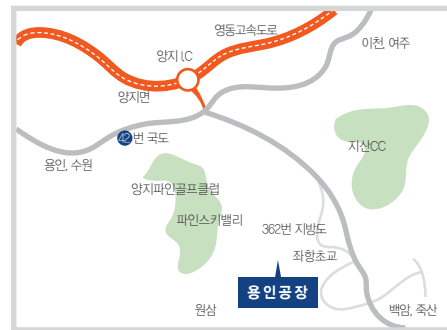 영동고속도로
양지 I.C
이천, 여주
양지면
42번 국도
지산CC
용인, 수원
양지파인골프클럽
파인스키밸리
362번 지방도
좌항초교
용인공장
원삼
백암, 죽산